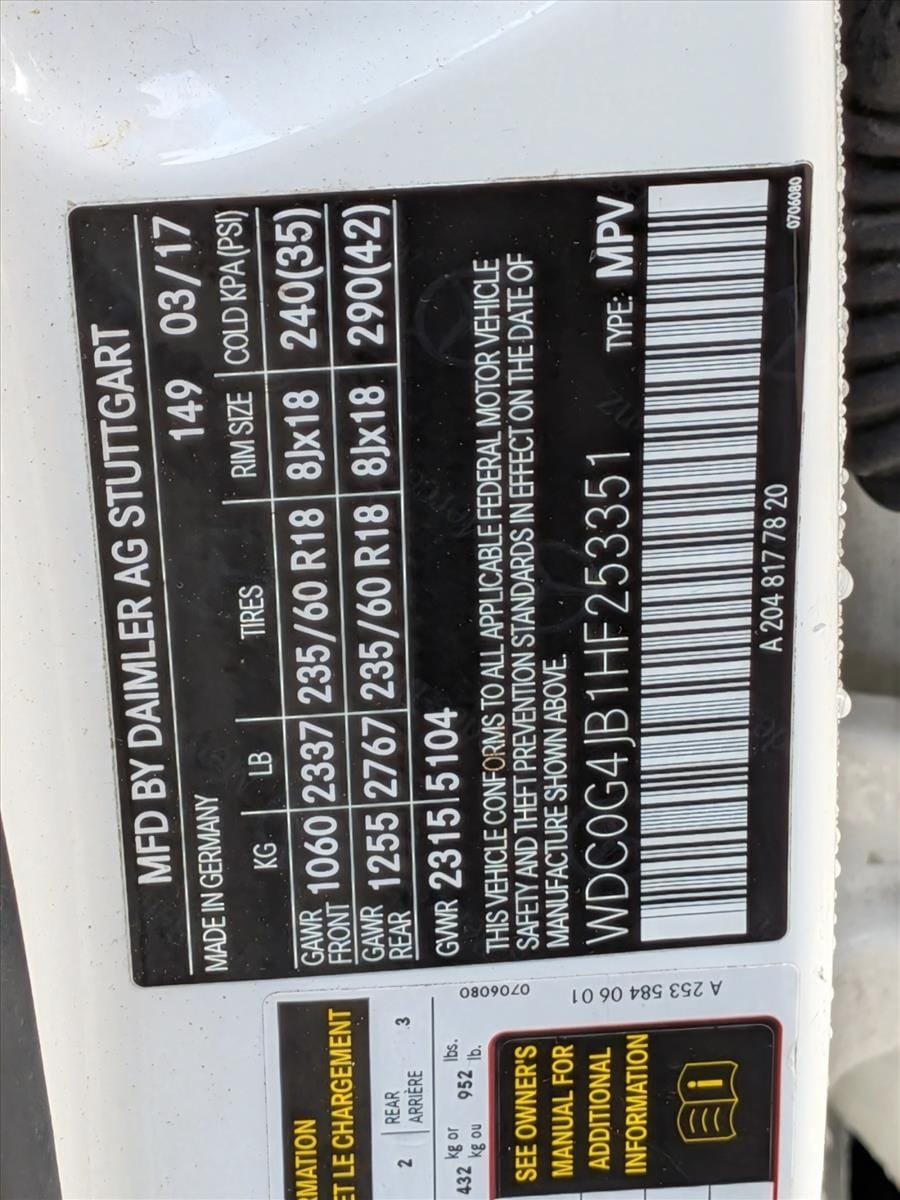 MFD BY DAIMLER AG STUTTGART
149 03/17
MADE IN GERMANY
KG LB TIRES RIM SIZE COLD KPA(PSI)
GAWR FRONT 1060 2337 235/60 R18 8Jx18 240(35)
GAWR REAR 1255 2767 235/60 R18 8Jx18 290(42)
GVWR 2315 5104
THIS VEHICLE CONFORMS TO ALL APPLICABLE FEDERAL MOTOR VEHICLE
SAFETY AND THEFT PREVENTION STANDARDS IN EFFECT ON THE DATE OF
MANUFACTURE SHOWN ABOVE.
WDC0G4JB1HF253351 TYPE: MPV
A 204 817 78 20
0706080
0706080
A 253 584 06 01
ET LE CHARGEMENT
2 REAR ARRIÈRE 3
432 kg or kg ou 952 lbs. lb.
SEE OWNER'S
MANUAL FOR
ADDITIONAL
INFORMATION
i